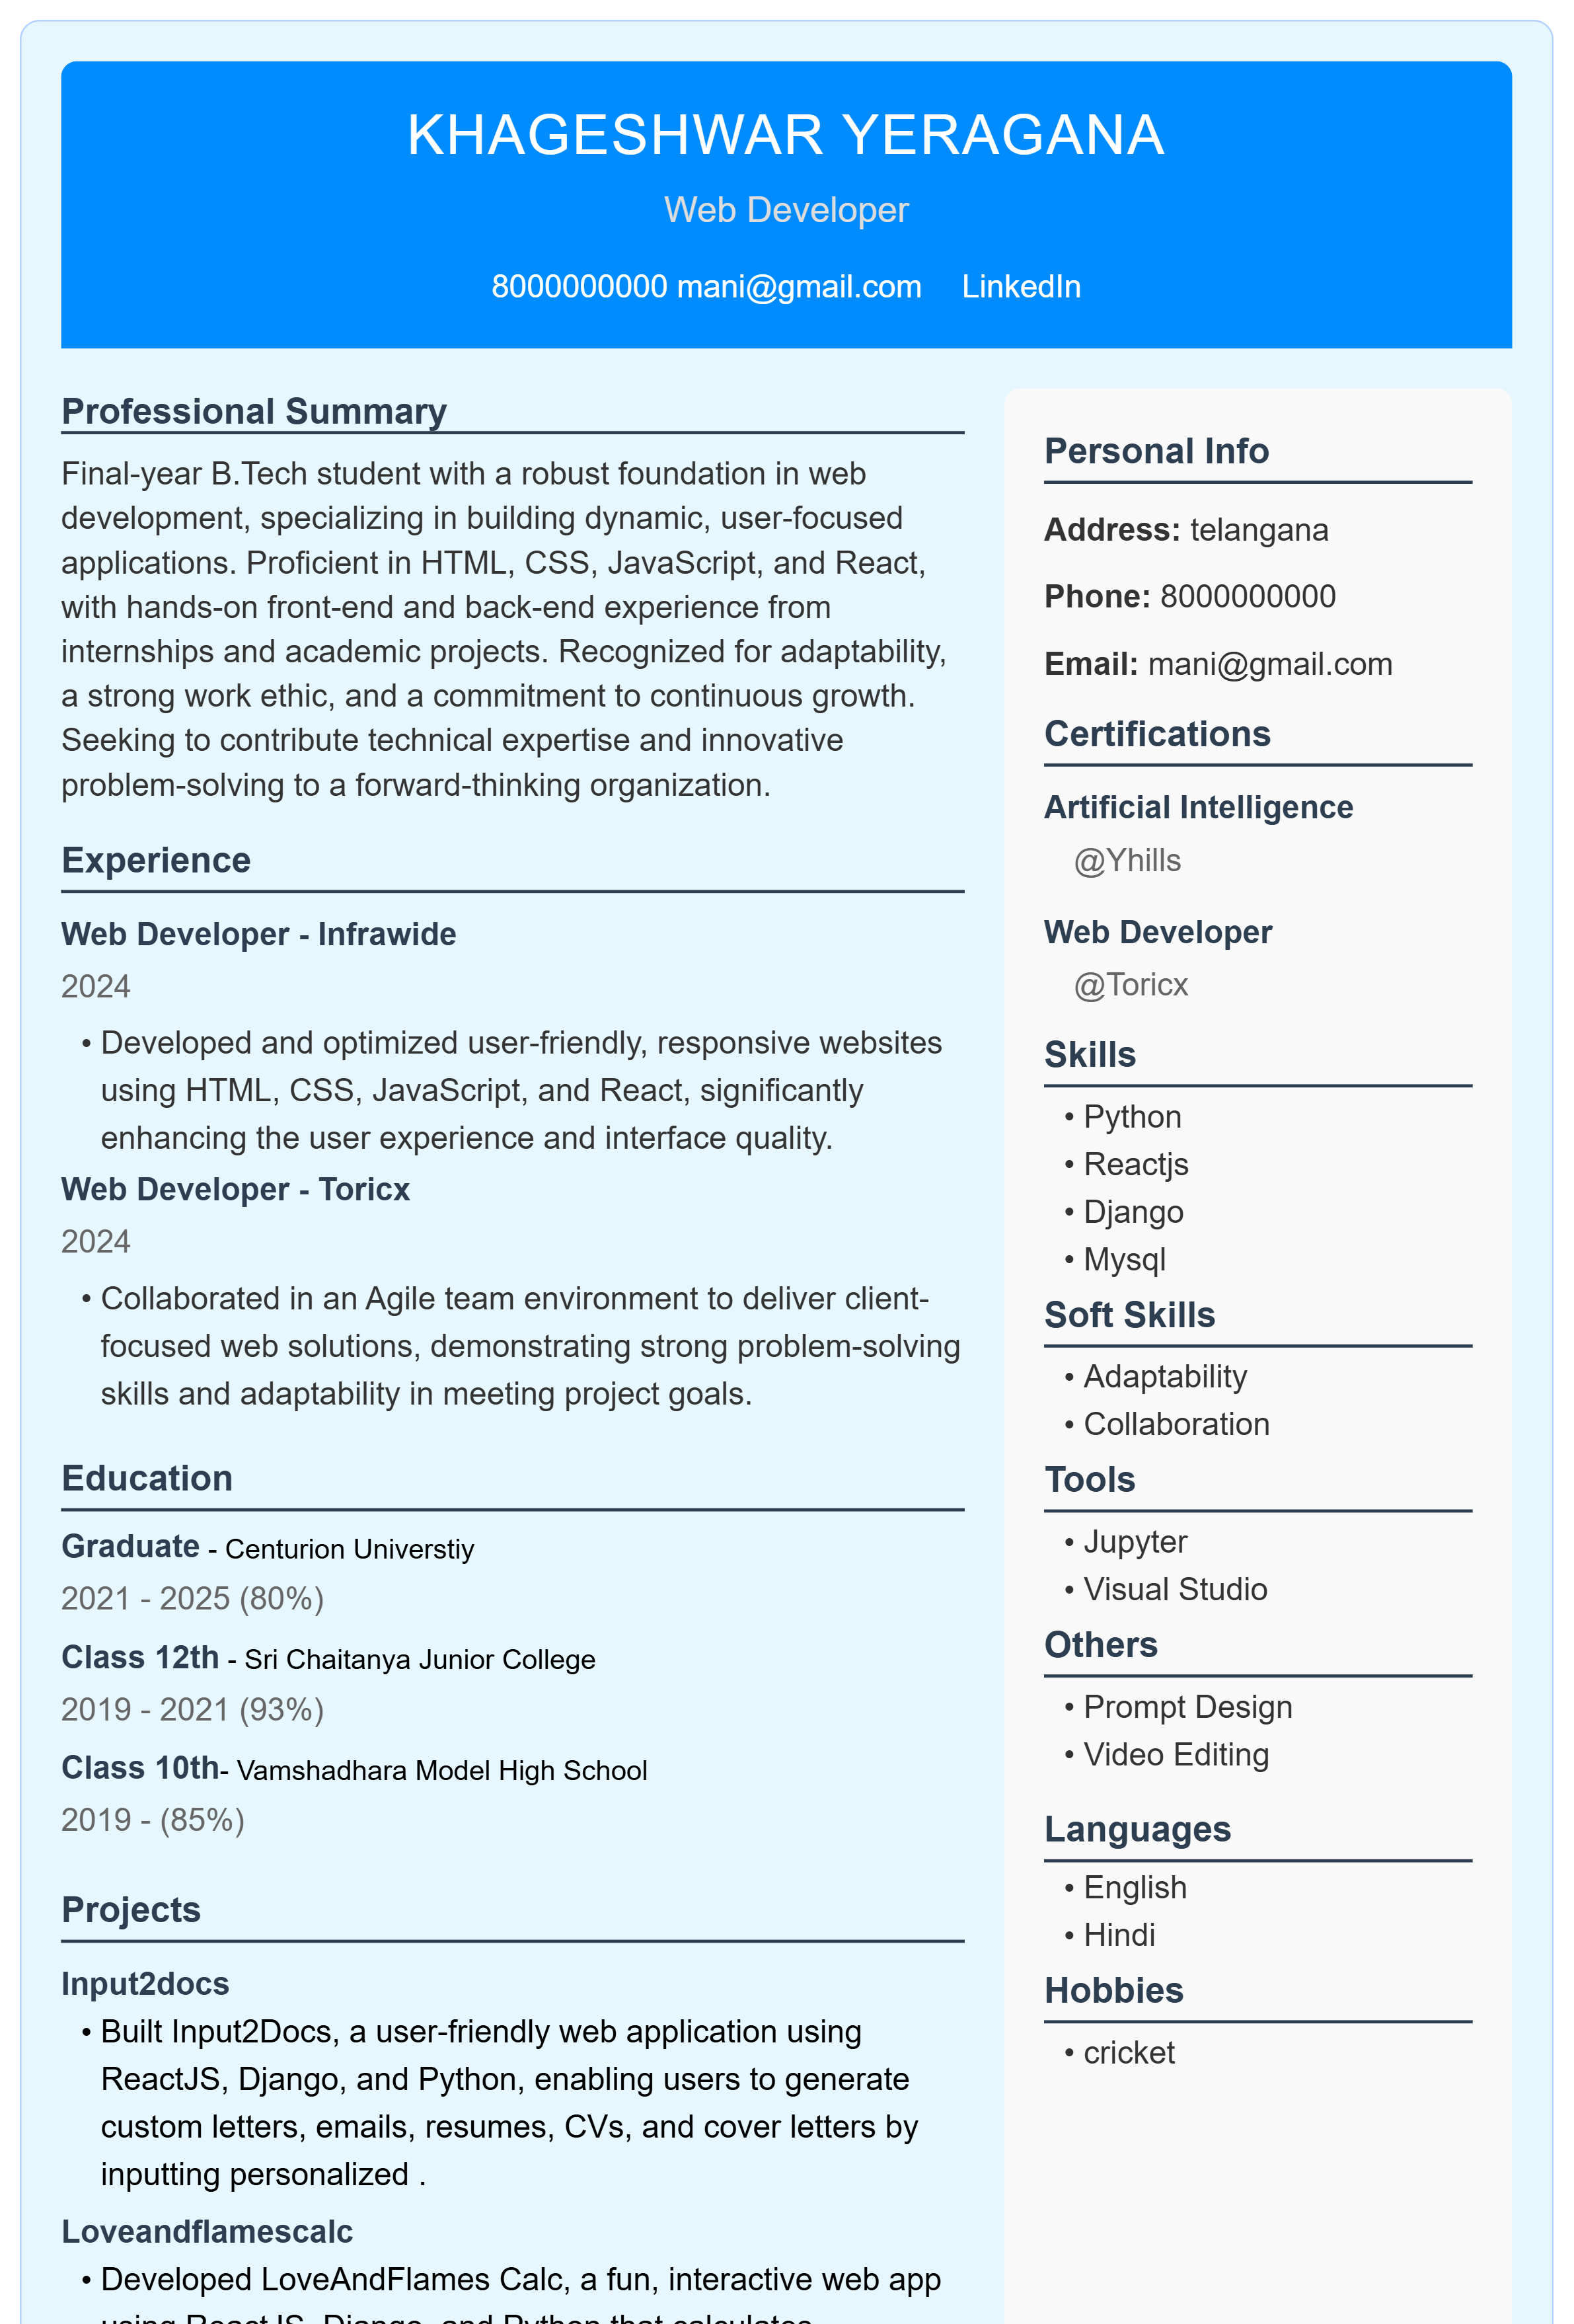 KHAGESHWAR YERAGANA
Web Developer
8000000000 mani@gmail.com LinkedIn
Professional Summary
Final-year B.Tech student with a robust foundation in web
development, specializing in building dynamic, user-focused
applications. Proficient in HTML, CSS, JavaScript, and React,
with hands-on front-end and back-end experience from
internships and academic projects. Recognized for adaptability,
a strong work ethic, and a commitment to continuous growth.
Seeking to contribute technical expertise and innovative
problem-solving to a forward-thinking organization.
Experience
Web Developer - Infrawide
2024
• Developed and optimized user-friendly, responsive websites
using HTML, CSS, JavaScript, and React, significantly
enhancing the user experience and interface quality.
Web Developer - Toricx
2024
• Collaborated in an Agile team environment to deliver client-
focused web solutions, demonstrating strong problem-solving
skills and adaptability in meeting project goals.
Education
Graduate - Centurion Universtiy
2021 - 2025 (80%)
Class 12th - Sri Chaitanya Junior College
2019 - 2021 (93%)
Class 10th- Vamshadhara Model High School
2019 - (85%)
Projects
Input2docs
• Built Input2Docs, a user-friendly web application using
ReactJS, Django, and Python, enabling users to generate
custom letters, emails, resumes, CVs, and cover letters by
inputting personalized .
Loveandflamescalc
• Developed LoveAndFlames Calc, a fun, interactive web app
using ReactJS, Django, and Python that calculates
Personal Info
Address: telangana
Phone: 8000000000
Email: mani@gmail.com
Certifications
Artificial Intelligence
@Yhills
Web Developer
@Toricx
Skills
• Python
• Reactjs
• Django
• Mysql
Soft Skills
• Adaptability
• Collaboration
Tools
• Jupyter
• Visual Studio
Others
• Prompt Design
• Video Editing
Languages
• English
• Hindi
Hobbies
• cricket